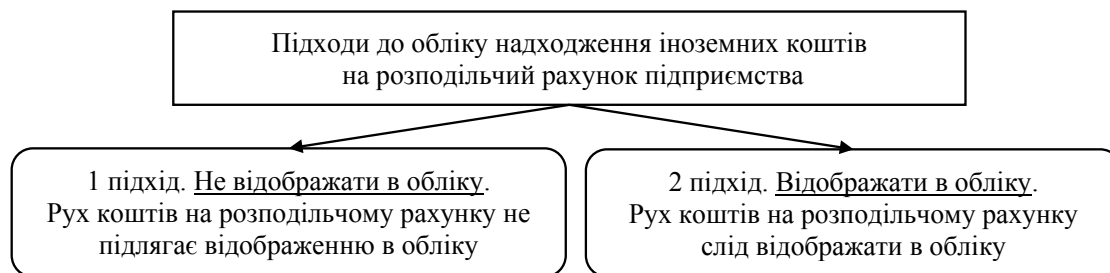 Підходи до обліку надходження іноземних коштів
на розподільчий рахунок підприємства
1 підхід. Не відображати в обліку.
Рух коштів на розподільчому рахунку не
підлягає відображенню в обліку
2 підхід. Відображати в обліку.
Рух коштів на розподільчому рахунку
слід відображати в обліку